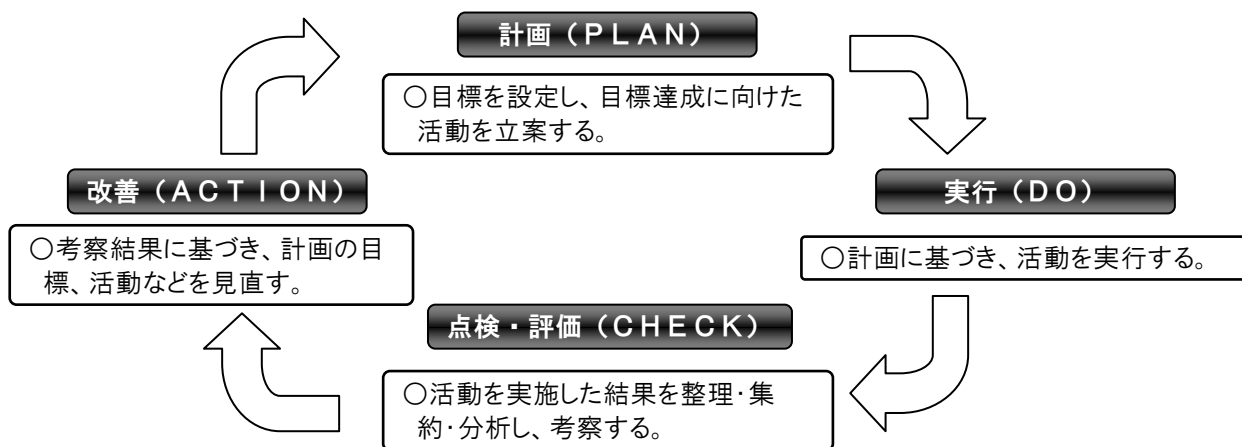 計画（ＰＬＡＮ）
○目標を設定し、目標達成に向けた
活動を立案する。
改善（ＡＣＴＩＯＮ）
実行（ＤＯ）
○考察結果に基づき、計画の目
標、活動などを見直す。
○計画に基づき、活動を実行する。
点検・評価（ＣＨＥＣＫ）
○活動を実施した結果を整理・集
約・分析し、考察する。